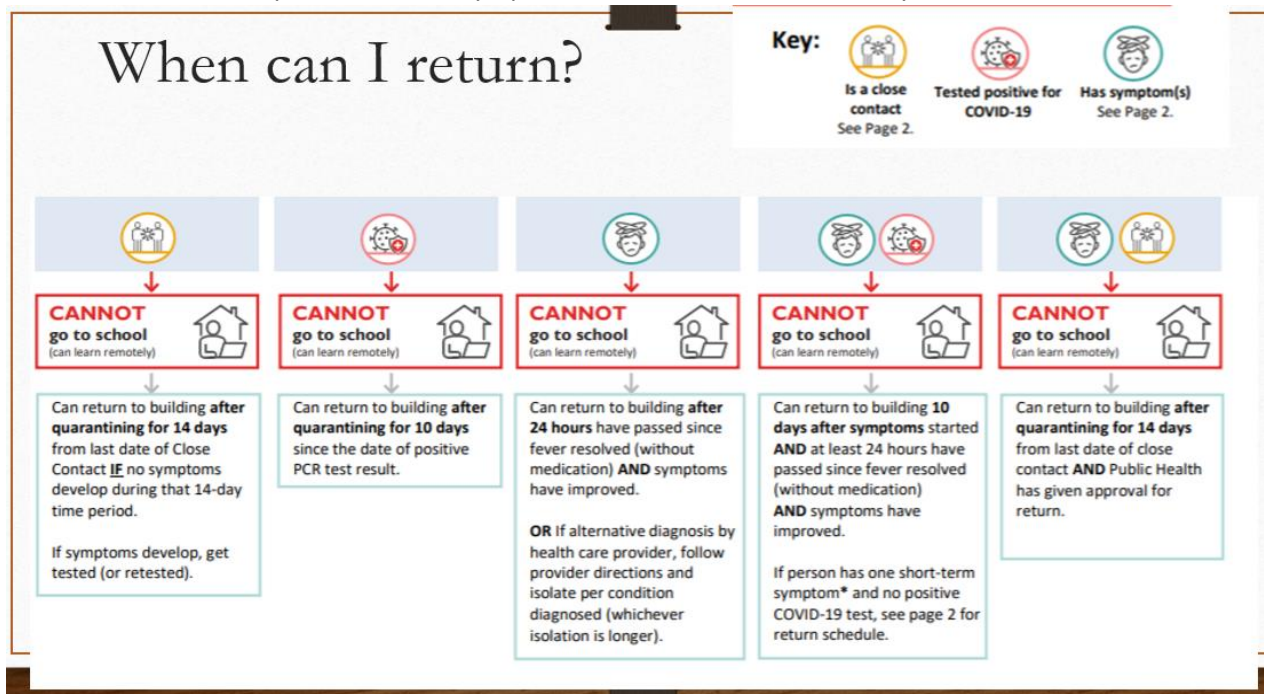 When can I return?
Key:
Is a close
contact
See Page 2.
Tested positive for
COVID-19
Has symptom(s)
See Page 2.
CANNOT
go to school
(can learn remotely)
Can return to building after
quarantining for 14 days
from last date of Close
Contact IF no symptoms
develop during that 14-day
time period.
If symptoms develop, get
tested (or retested).
CANNOT
go to school
(can learn remotely)
Can return to building after
quarantining for 10 days
since the date of positive
PCR test result.
CANNOT
go to school
(can learn remotely)
Can return to building after
24 hours have passed since
fever resolved (without
medication) AND symptoms
have improved.
OR If alternative diagnosis by
health care provider, follow
provider directions and
isolate per condition
diagnosed (whichever
isolation is longer).
CANNOT
go to school
(can learn remotely)
Can return to building 10
days after symptoms started
AND at least 24 hours have
passed since fever resolved
(without medication)
AND symptoms have
improved.
If person has one short-term
symptom* and no positive
COVID-19 test, see page 2 for
return schedule.
CANNOT
go to school
(can learn remotely)
Can return to building after
quarantining for 14 days
from last date of close
contact AND Public Health
has given approval for
return.